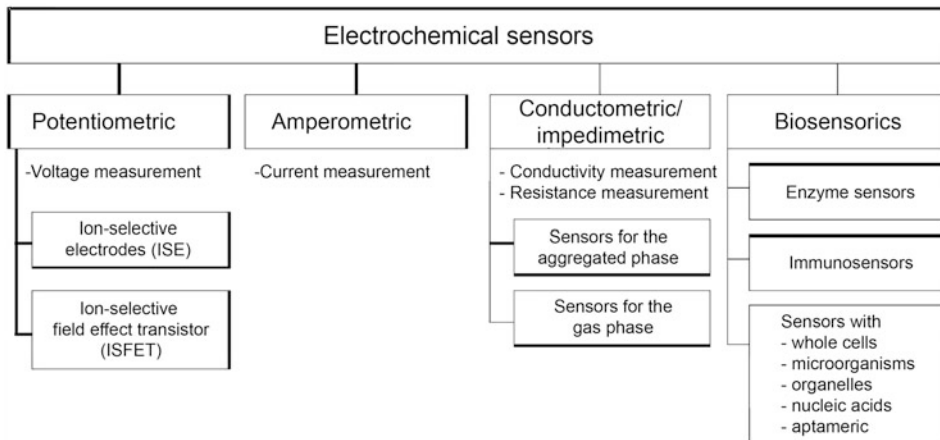 Electrochemical sensors
Potentiometric
-Voltage measurement
Ion-selective
electrodes (ISE)
Ion-selective
field effect transistor
(ISFET)
Amperometric
-Current measurement
Conductometric/
impedimetric
- Conductivity measurement
- Resistance measurement
Sensors for the
aggregated phase
Sensors for the
gas phase
Biosensorics
Enzyme sensors
Immunosensors
Sensors with
- whole cells
- microorganisms
- organelles
- nucleic acids
- aptameric